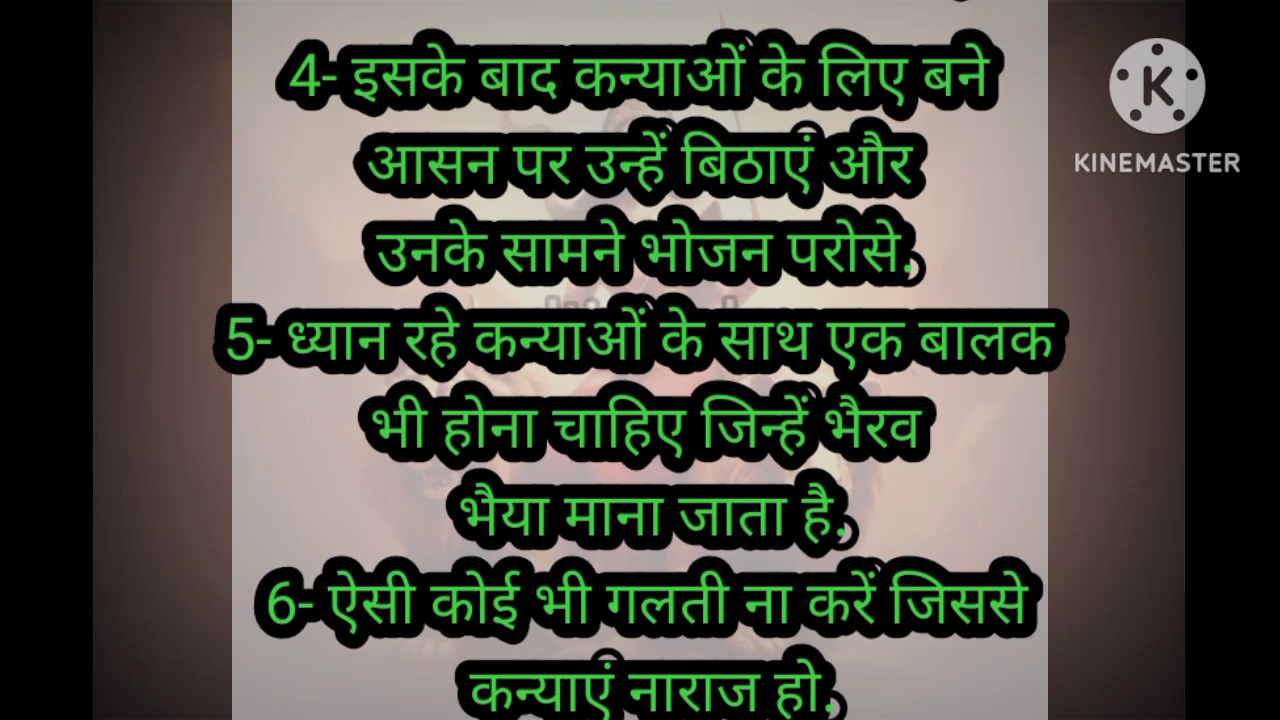 4- इसके बाद कन्याओं के लिए बने
आसन पर उन्हें बिठाएं और
उनके सामने भोजन परोसे.
5- ध्यान रहे कन्याओं के साथ एक बालक
भी होना चाहिए जिन्हें भैरव
भैया माना जाता है.
6- ऐसी कोई भी गलती ना करें जिससे
कन्याएं नाराज हो.
K
KINEMASTER